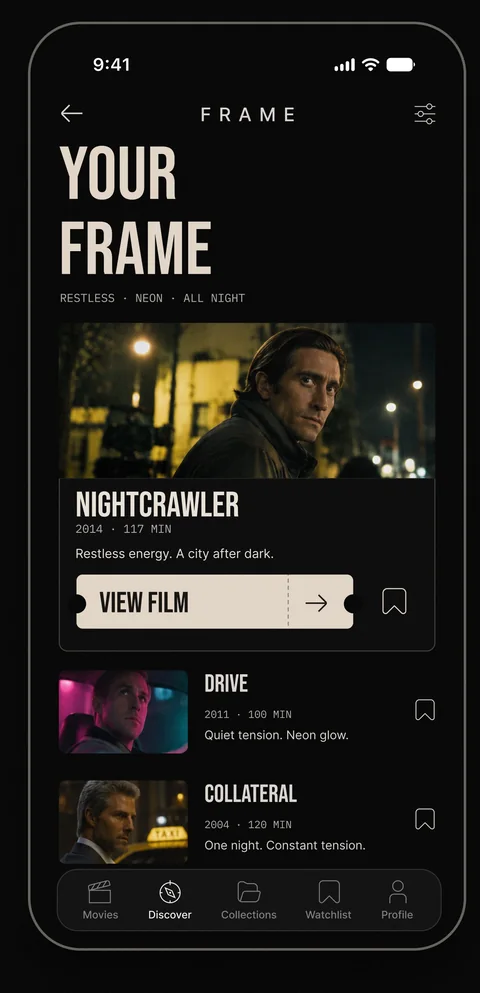 9:41
FRAME
YOUR
FRAME
RESTLESS · NEON · ALL NIGHT
NIGHTCRAWLER
2014 · 117 MIN
Restless energy. A city after dark.
VIEW FILM
DRIVE
2011 · 100 MIN
Quiet tension. Neon glow.
TAXI
COLLATERAL
2004 · 120 MIN
One night. Constant tension.
Movies Discover Collections Watchlist Profile